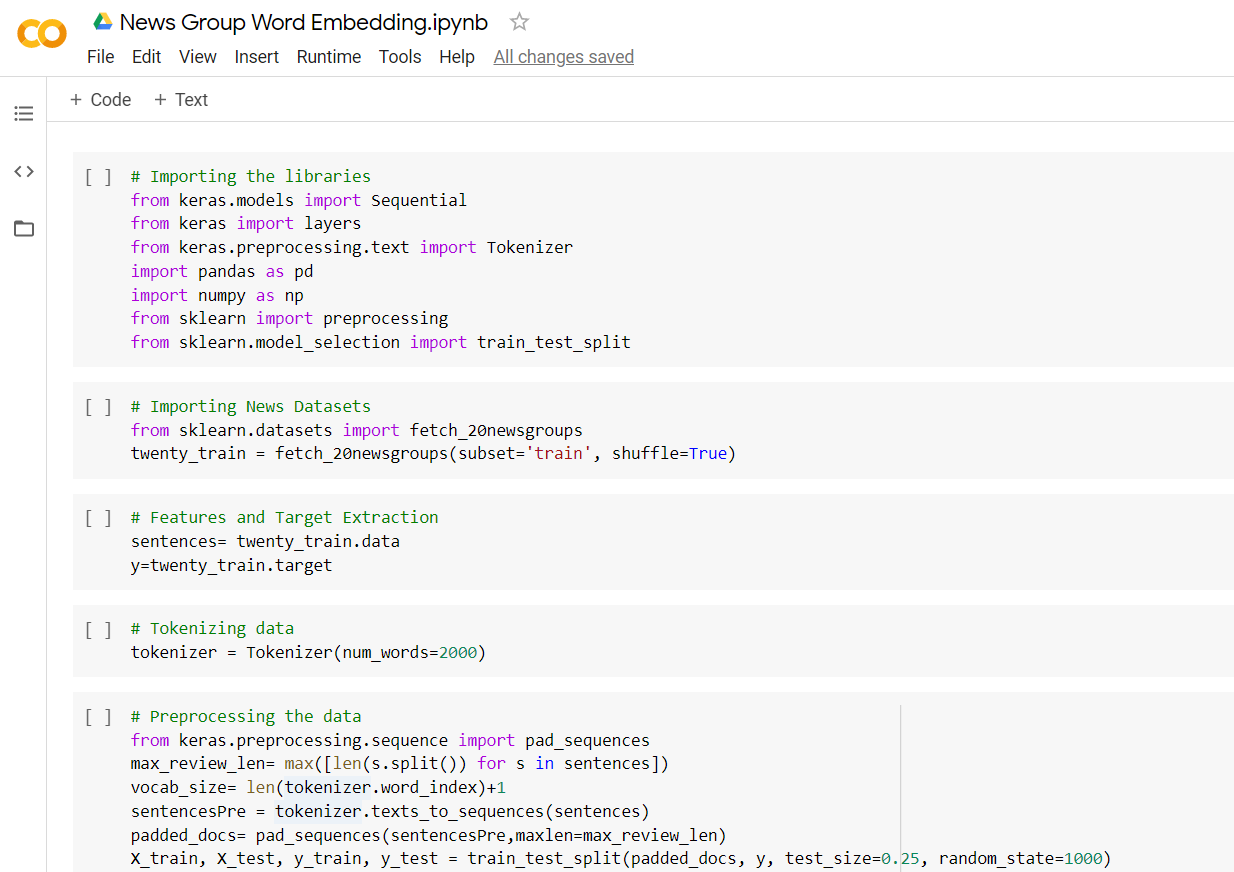 News Group Word Embedding.ipynb
File Edit View Insert Runtime Tools Help All changes saved
+ Code + Text
[ ] # Importing the libraries
from keras.models import Sequential
from keras import layers
from keras.preprocessing.text import Tokenizer
import pandas as pd
import numpy as np
from sklearn import preprocessing
from sklearn.model_selection import train_test_split
[ ] # Importing News Datasets
from sklearn.datasets import fetch_20newsgroups
twenty_train = fetch_20newsgroups(subset='train', shuffle=True)
[ ] # Features and Target Extraction
sentences= twenty_train.data
y=twenty_train.target
[ ] # Tokenizing data
tokenizer = Tokenizer(num_words=2000)
[ ] # Preprocessing the data
from keras.preprocessing.sequence import pad_sequences
max_review_len= max([len(s.split()) for s in sentences])
vocab_size= len(tokenizer.word_index)+1
sentencesPre = tokenizer.texts_to_sequences(sentences)
padded_docs= pad_sequences(sentencesPre,maxlen=max_review_len)
X_train, X_test, y_train, y_test = train_test_split(padded_docs, y, test_size=0.25, random_state=1000)